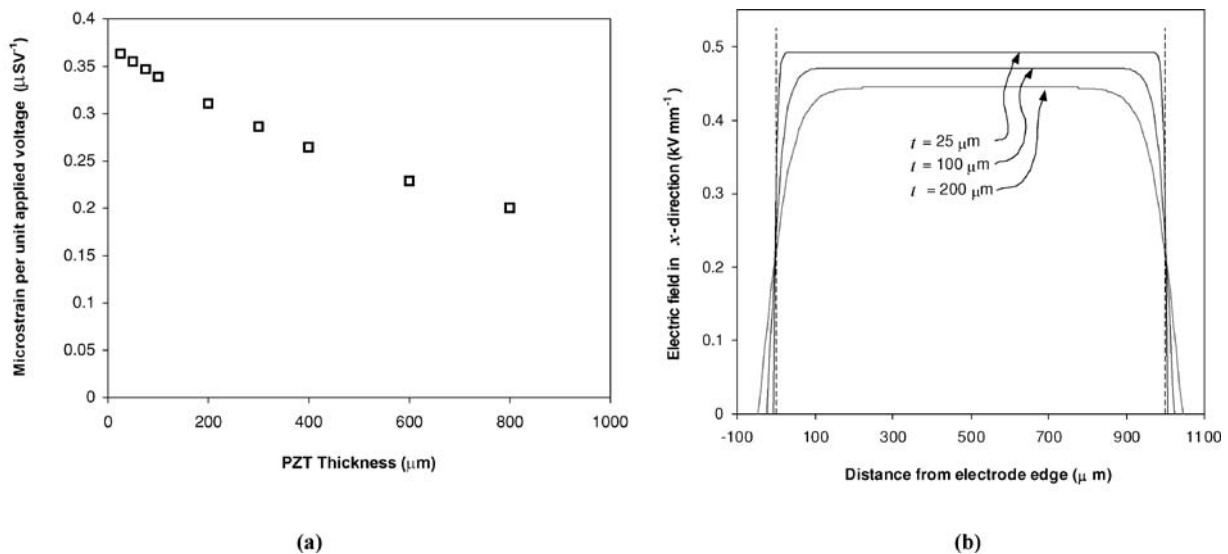 0.4
0.35
0.3
0.25
0.2
0.15
0.1
0.05
0
Microstrain per unit applied voltage (μSV⁻¹)
0 200 400 600 800 1000
PZT Thickness (μm)
(a)
0.5
0.4
0.3
0.2
0.1
0
Electric field in x-direction (kV mm⁻¹)
t = 25 μm
t = 100 μm
t = 200 μm
-100 100 300 500 700 900 1100
Distance from electrode edge (μ m)
(b)